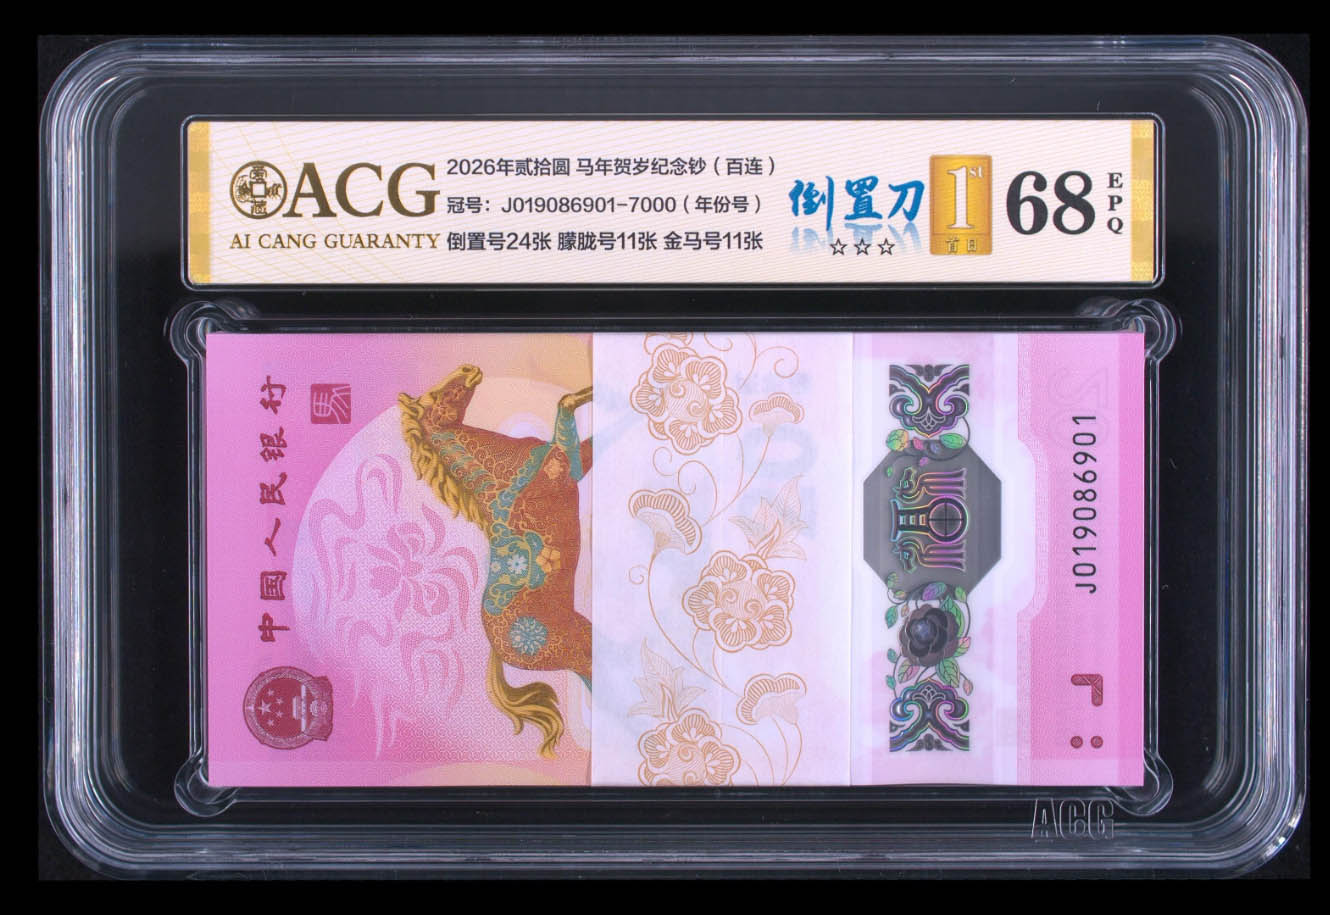 ACG
AI CANG GUARANTY
2026年贰拾圆 马年贺岁纪念钞（百连）
冠号：J019086901-7000（年份号）
倒置号24张 朦胧号11张 金马号11张
倒置刀
☆☆☆
1st
首日
68
EPQ
中国人民银行
J019086901
ACG